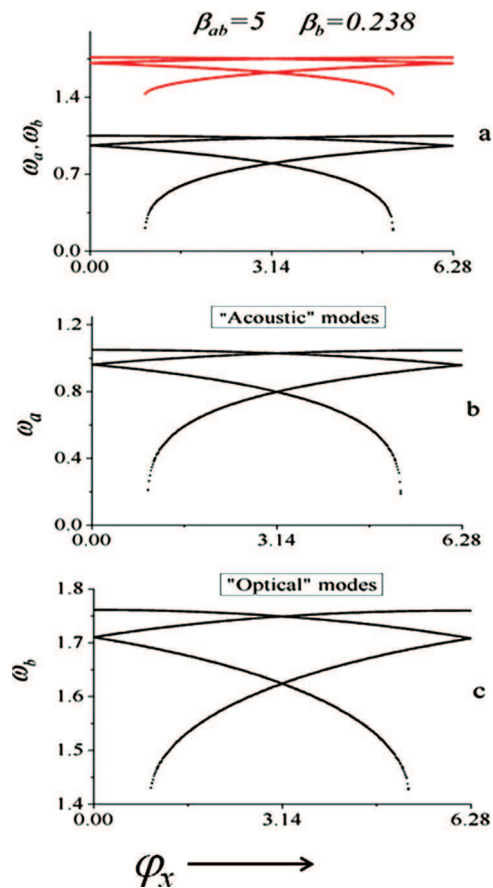 β_ab=5 β_b=0.238
ω_a, ω_b
1.4
0.7
0.0
0.00 3.14 6.28
a
"Acoustic" modes
ω_a
1.2
0.8
0.4
0.0
0.00 3.14 6.28
b
"Optical" modes
ω_b
1.8
1.7
1.6
1.5
1.4
0.00 3.14 6.28
c
φ_x